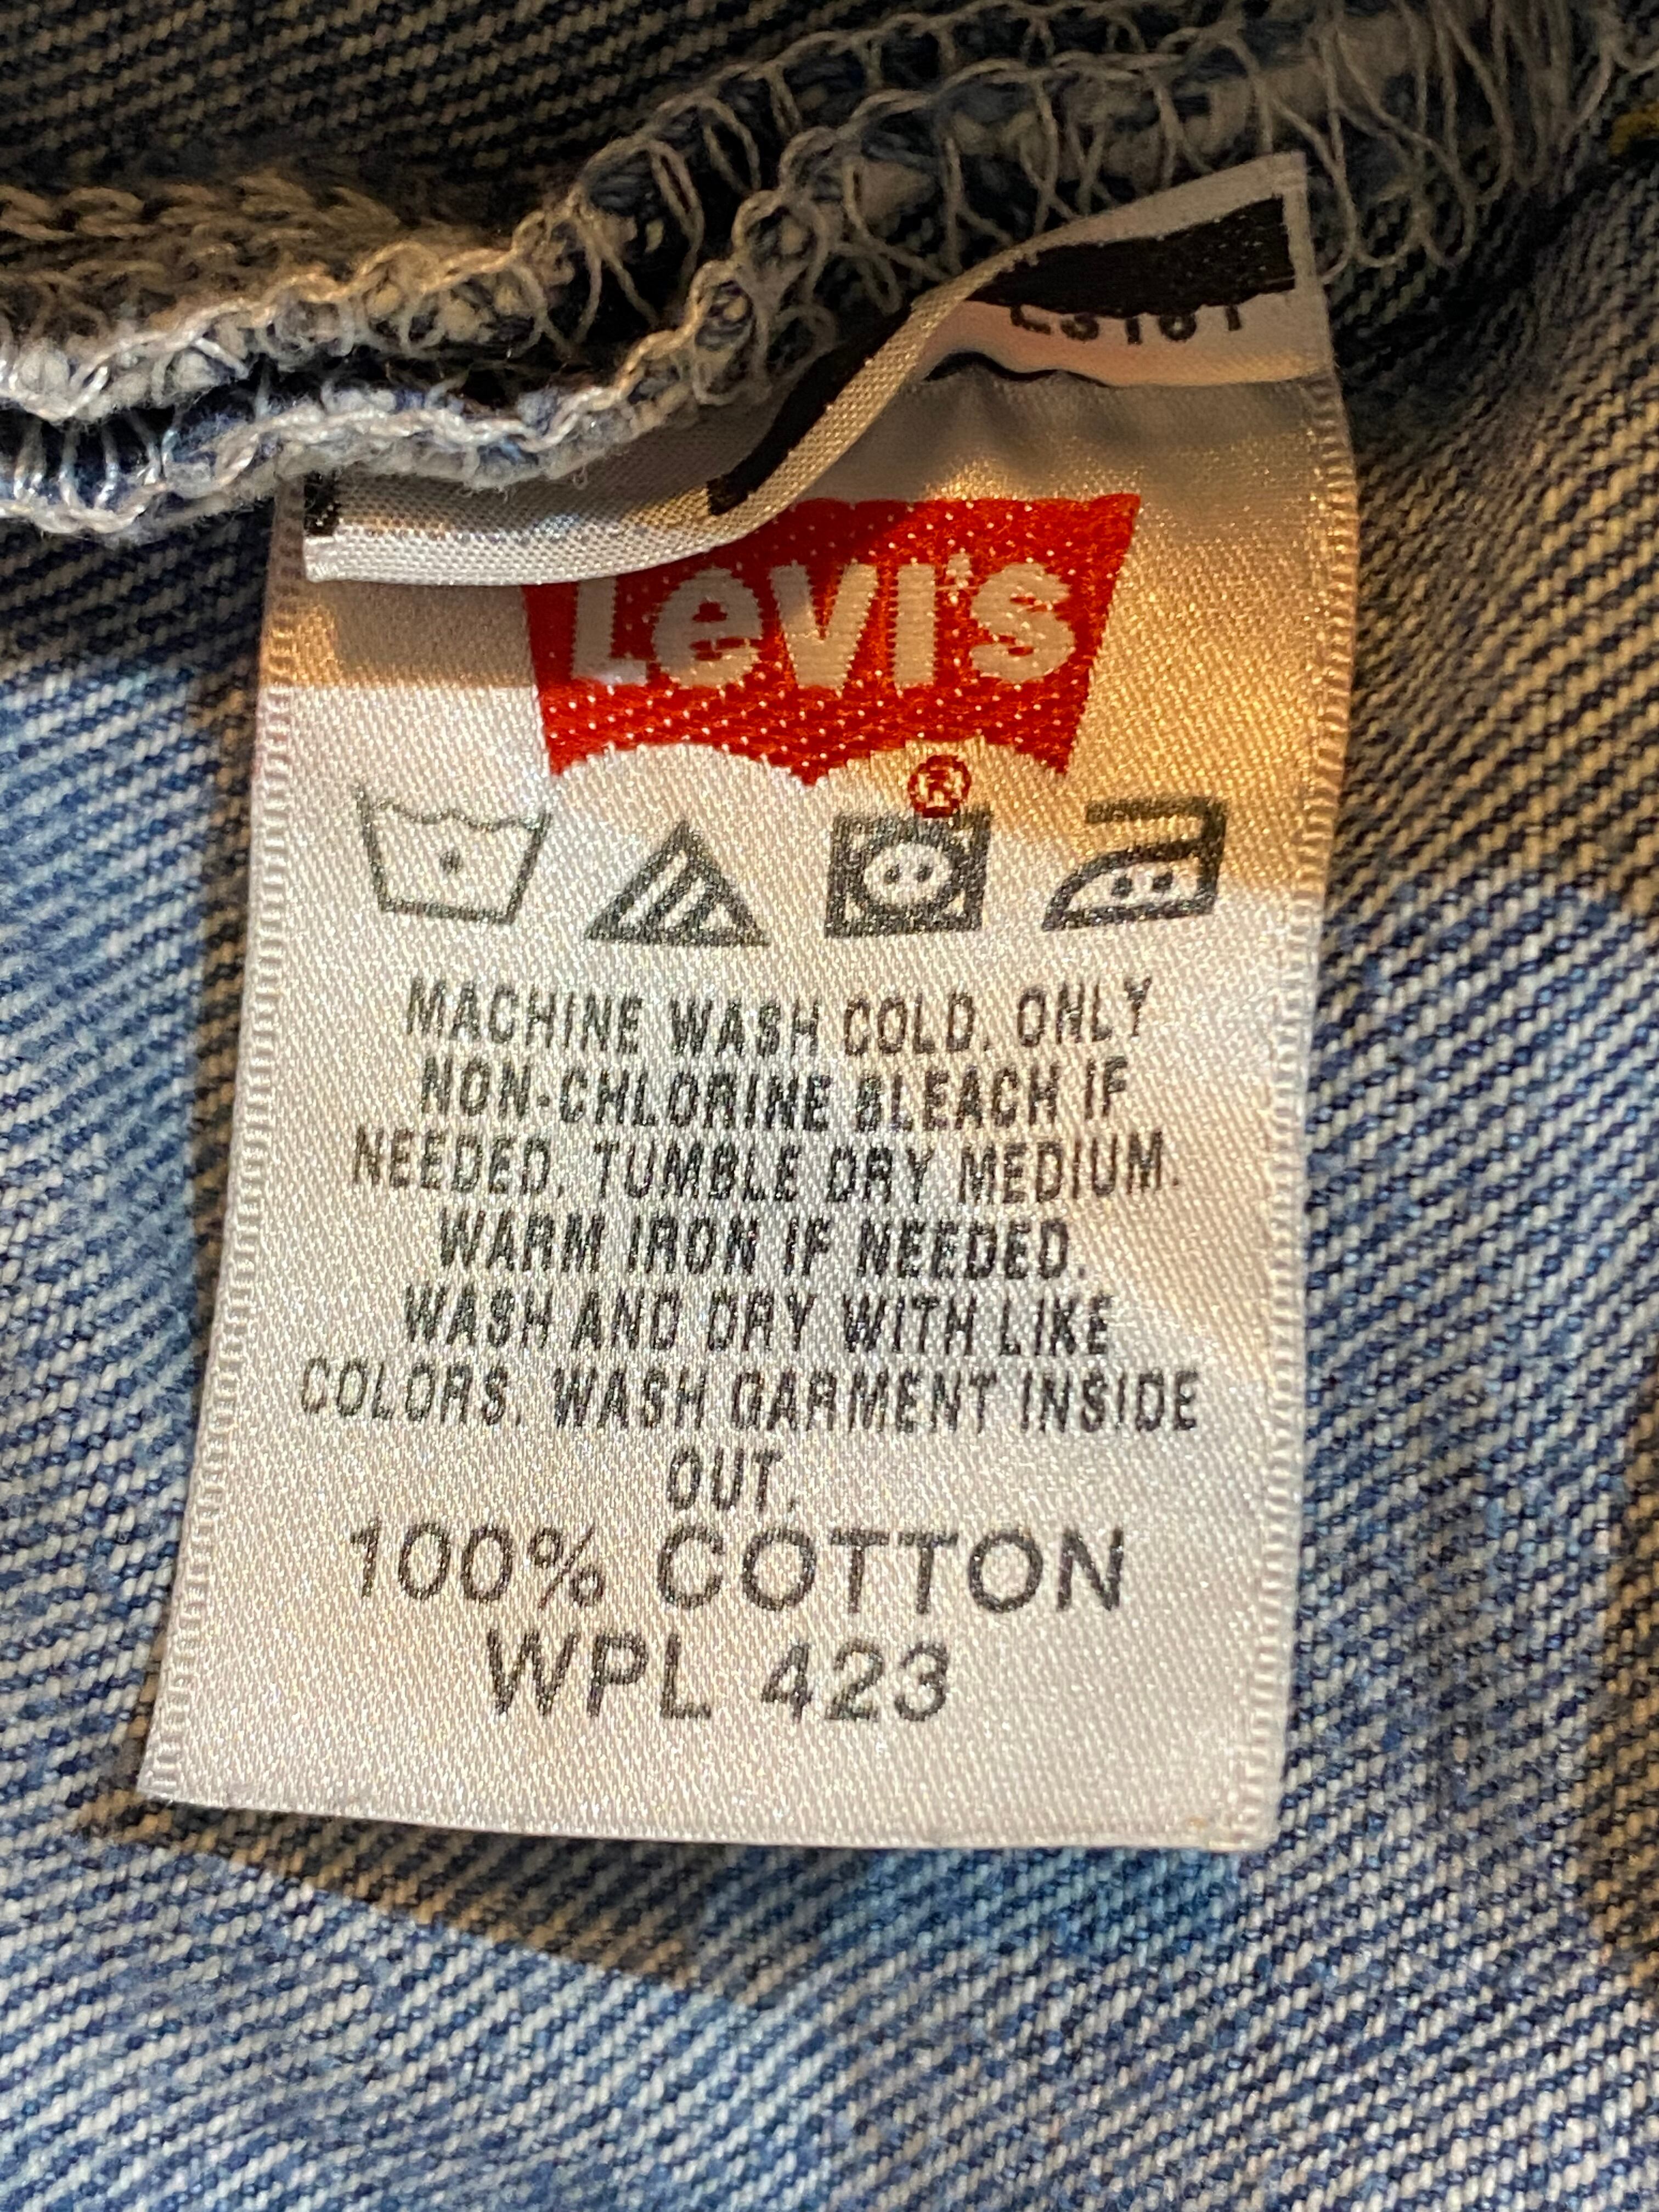 Levi's
®
MACHINE WASH COLD. ONLY
NON-CHLORINE BLEACH IF
NEEDED. TUMBLE DRY MEDIUM.
WARM IRON IF NEEDED.
WASH AND DRY WITH LIKE
COLORS. WASH GARMENT INSIDE
OUT.
100% COTTON
WPL 423